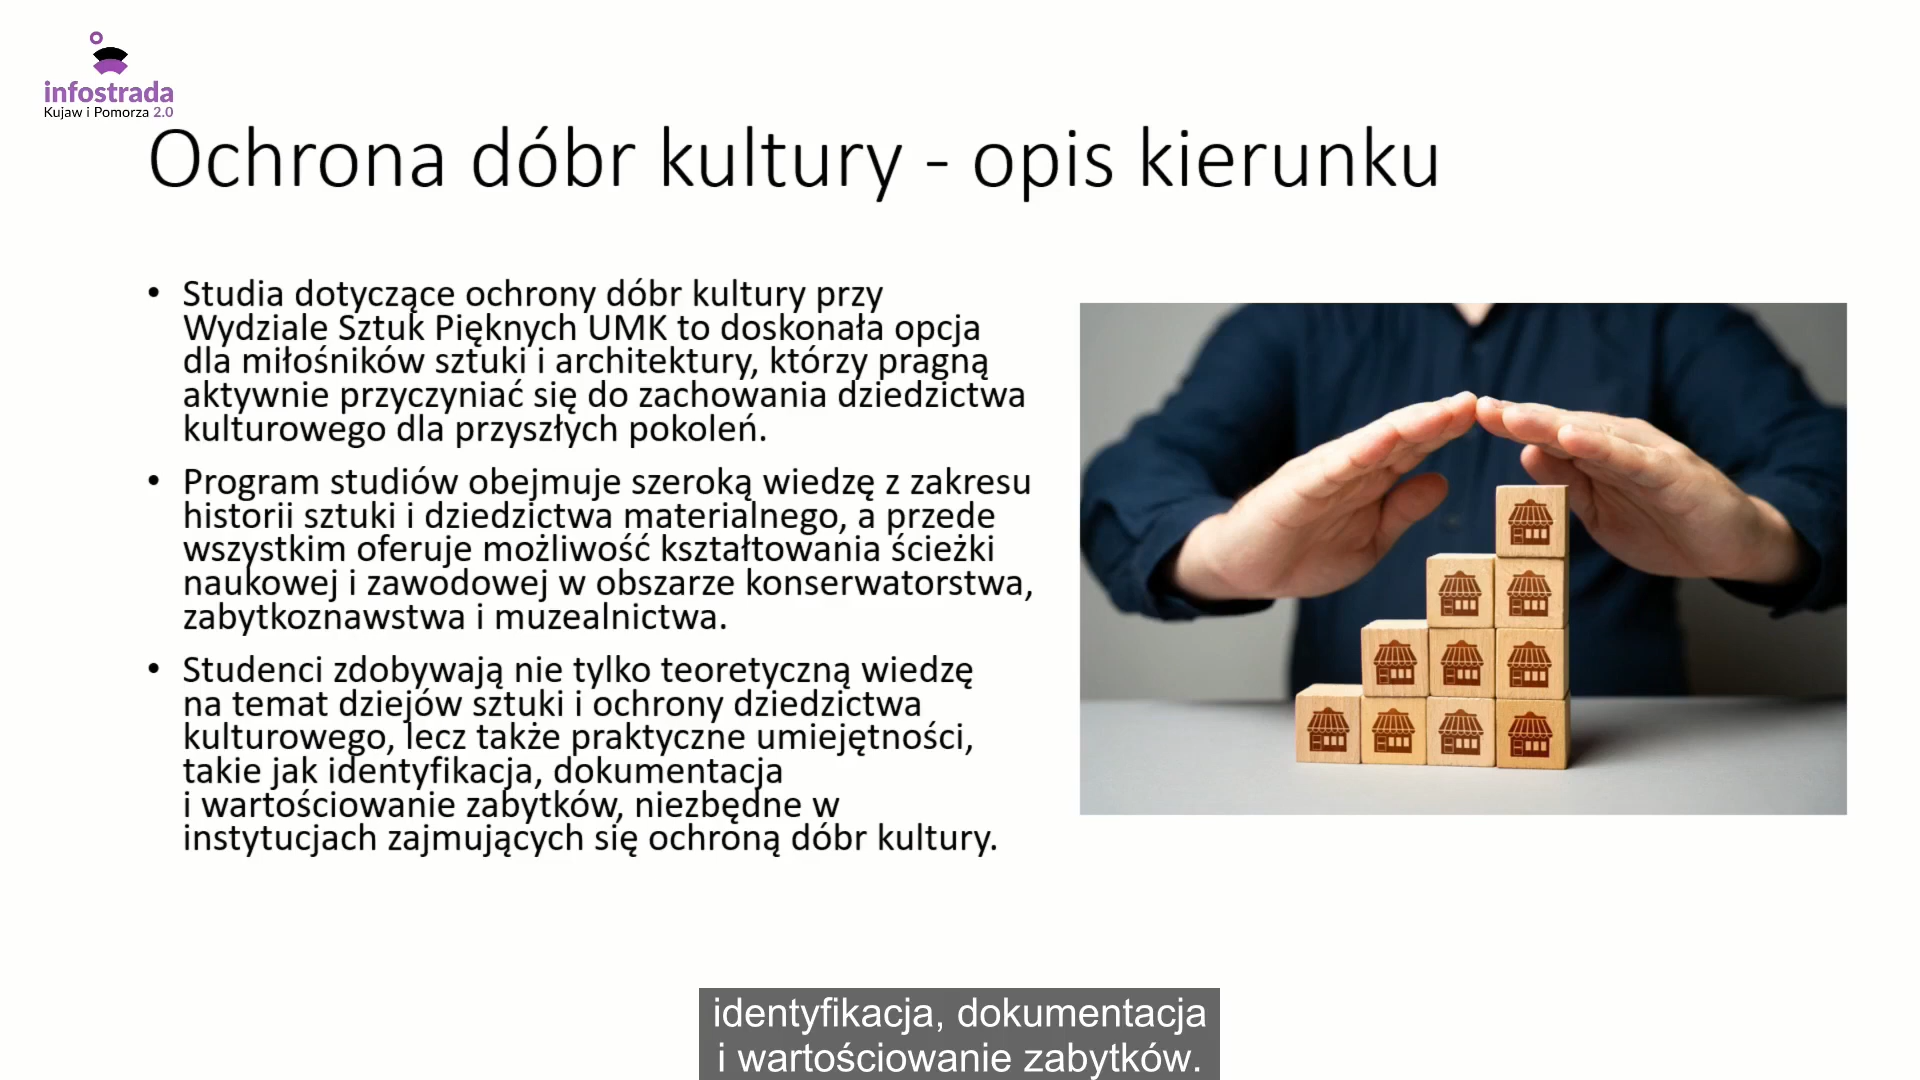 infostrada
Kujaw i Pomorza 2.0
Ochrona dóbr kultury - opis kierunku
• Studia dotyczące ochrony dóbr kultury przy
Wydziale Sztuk Pięknych UMK to doskonała opcja
dla miłośników sztuki i architektury, którzy pragną
aktywnie przyczyniać się do zachowania dziedzictwa
kulturowego dla przyszłych pokoleń.
• Program studiów obejmuje szeroką wiedzę z zakresu
historii sztuki i dziedzictwa materialnego, a przede
wszystkim oferuje możliwość kształtowania ścieżki
naukowej i zawodowej w obszarze konserwatorstwa,
zabytkoznawstwa i muzealnictwa.
• Studenci zdobywają nie tylko teoretyczną wiedzę
na temat dziejów sztuki i ochrony dziedzictwa
kulturowego, lecz także praktyczne umiejętności,
takie jak identyfikacja, dokumentacja
i wartościowanie zabytków, niezbędne w
instytucjach zajmujących się ochroną dóbr kultury.
identyfikacja, dokumentacja
i wartościowanie zabytków.